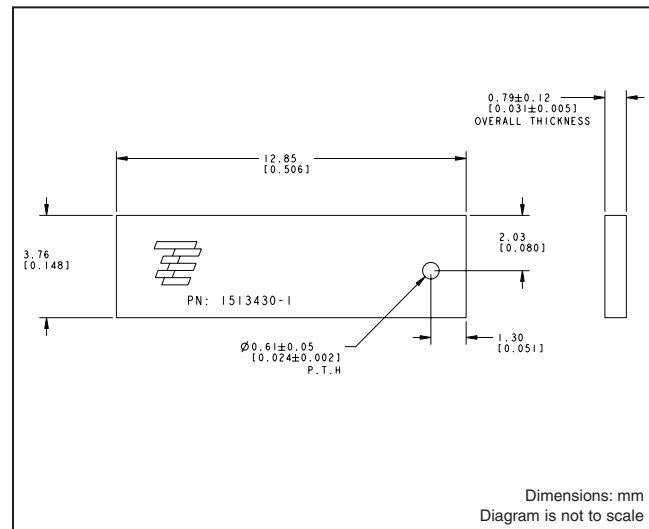 0.79±0.12
[0.031±0.005]
OVERALL THICKNESS
12.85
[0.506]
3.76
[0.148]
2.03
[0.080]
PN: 1513430-1
Ø0.61±0.05
[0.024±0.002]
P.T.H
1.30
[0.051]
Dimensions: mm
Diagram is not to scale